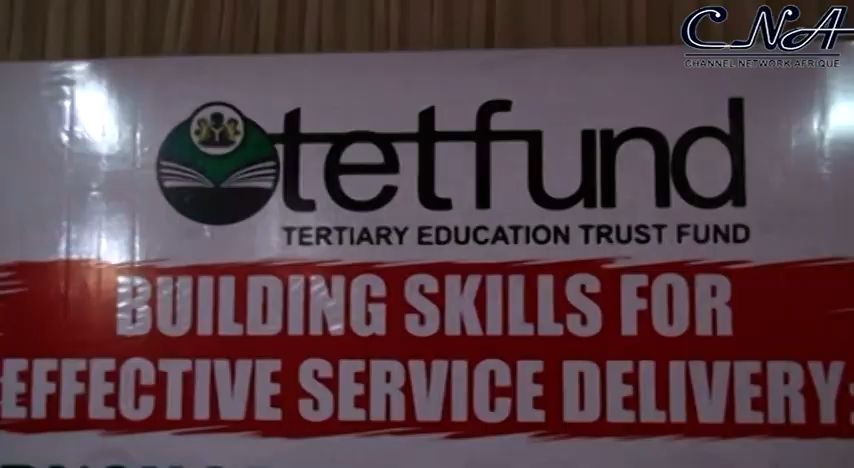 CNA
CHANNEL NETWORK AFRIQUE
tetfund
TERTIARY EDUCATION TRUST FUND
BUILDING SKILLS FOR
EFFECTIVE SERVICE DELIVERY: